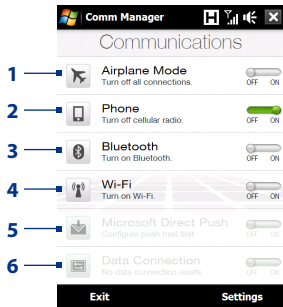 Comm Manager
H
Communications
1 Airplane Mode
Turn off all connections.
OFF ON
2 Phone
Turn off cellular radio.
OFF ON
3 Bluetooth
Turn on Bluetooth.
OFF ON
4 Wi-Fi
Turn on Wi-Fi.
OFF ON
5 Microsoft Direct Push
Configure push mail first.
OFF ON
6 Data Connection
No data connection exists.
OFF ON
Exit Settings